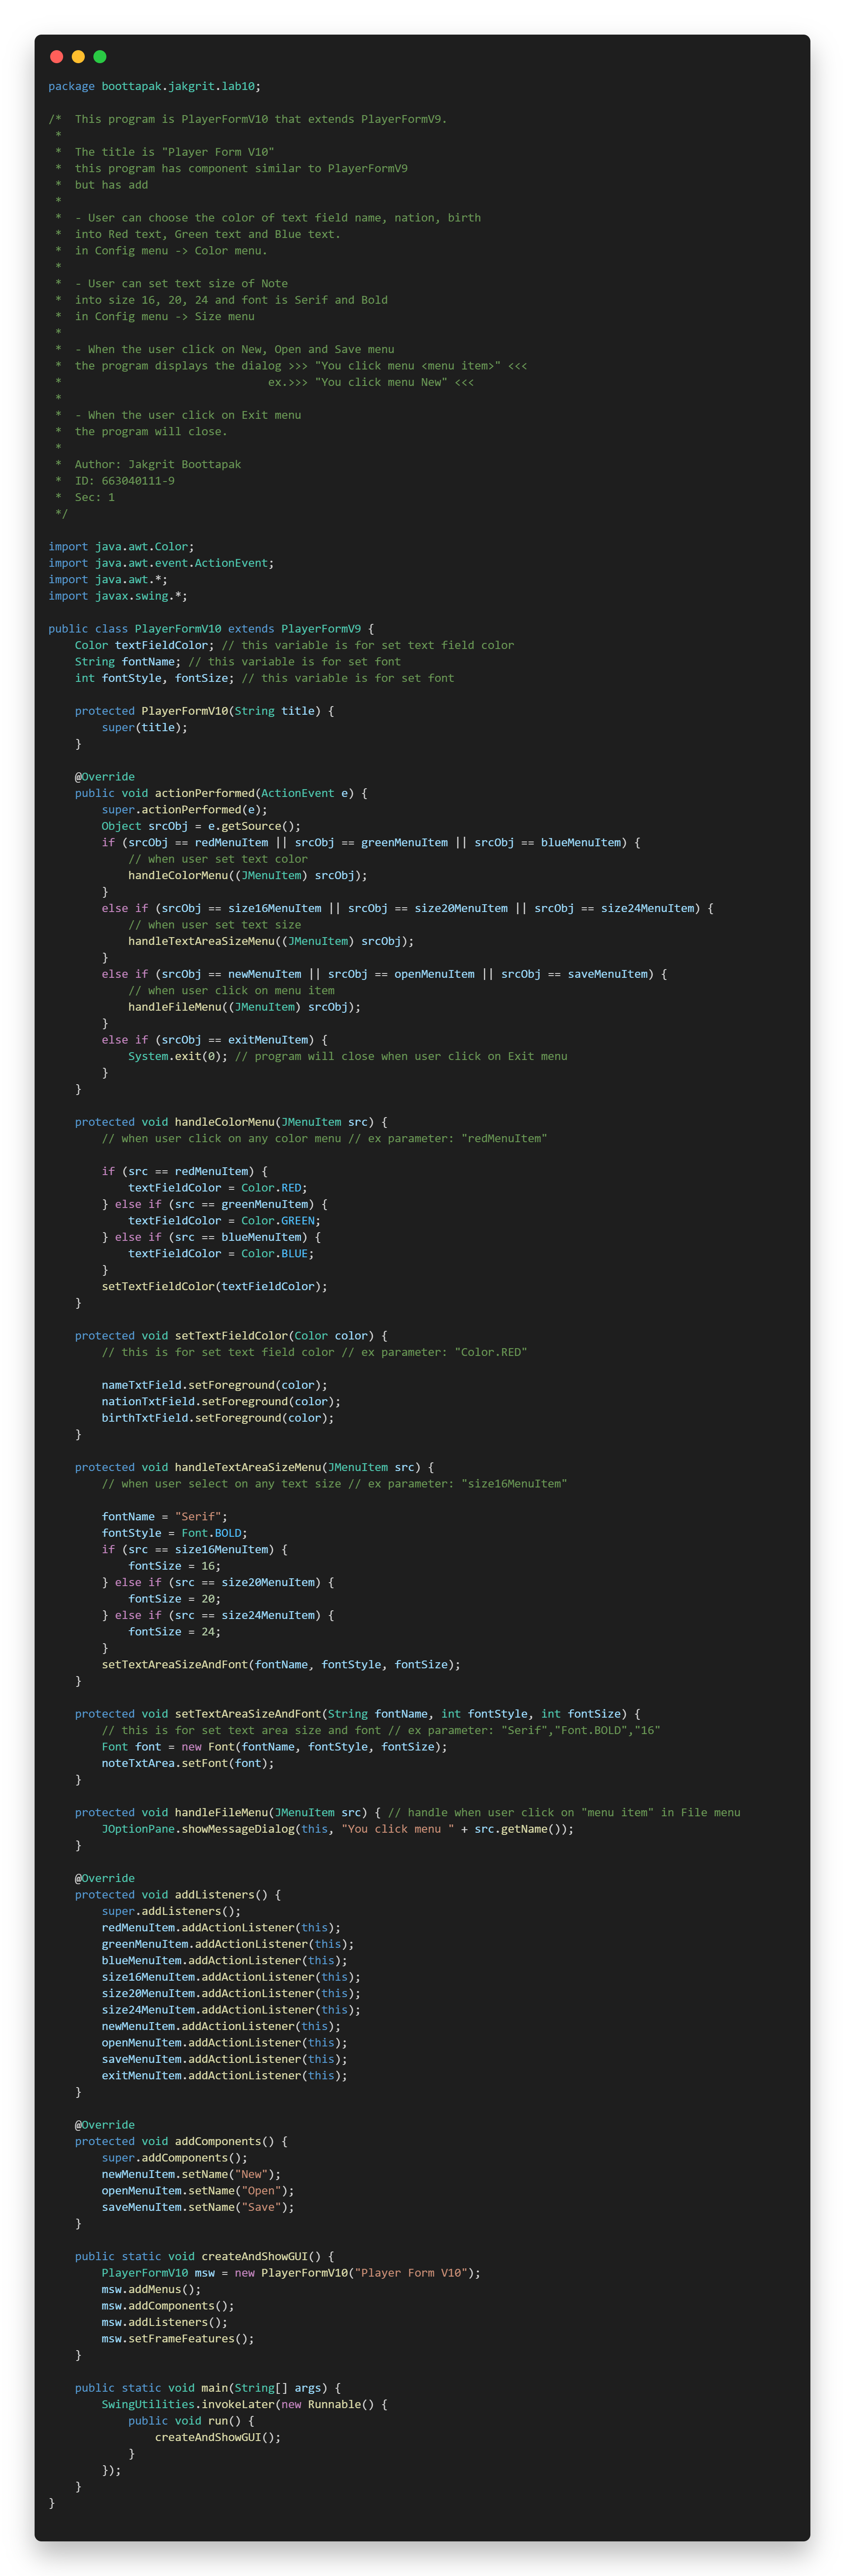 package boottapak.jakgrit.lab10;

/*  This program is PlayerFormV10 that extends PlayerFormV9.
 *
 *  The title is "Player Form V10"
 *  this program has component similar to PlayerFormV9
 *  but has add
 *
 *  - User can choose the color of text field name, nation, birth
 *  into Red text, Green text and Blue text.
 *  in Config menu -> Color menu.
 *
 *  - User can set text size of Note
 *  into size 16, 20, 24 and font is Serif and Bold
 *  in Config menu -> Size menu
 *
 *  - When the user click on New, Open and Save menu
 *  the program displays the dialog >>> "You click menu <menu item>" <<<
 *                               ex.>>> "You click menu New" <<<
 *
 *  - When the user click on Exit menu
 *  the program will close.
 *
 *  Author: Jakgrit Boottapak
 *  ID: 663040111-9
 *  Sec: 1
 */

import java.awt.Color;
import java.awt.event.ActionEvent;
import java.awt.*;
import javax.swing.*;

public class PlayerFormV10 extends PlayerFormV9 {
    Color textFieldColor; // this variable is for set text field color
    String fontName; // this variable is for set font
    int fontStyle, fontSize; // this variable is for set font

    protected PlayerFormV10(String title) {
        super(title);
    }

    @Override
    public void actionPerformed(ActionEvent e) {
        super.actionPerformed(e);
        Object srcObj = e.getSource();
        if (srcObj == redMenuItem || srcObj == greenMenuItem || srcObj == blueMenuItem) {
            // when user set text color
            handleColorMenu((JMenuItem) srcObj);
        }
        else if (srcObj == size16MenuItem || srcObj == size20MenuItem || srcObj == size24MenuItem) {
            // when user set text size
            handleTextAreaSizeMenu((JMenuItem) srcObj);
        }
        else if (srcObj == newMenuItem || srcObj == openMenuItem || srcObj == saveMenuItem) {
            // when user click on menu item
            handleFileMenu((JMenuItem) srcObj);
        }
        else if (srcObj == exitMenuItem) {
            System.exit(0); // program will close when user click on Exit menu
        }
    }

    protected void handleColorMenu(JMenuItem src) {
        // when user click on any color menu // ex parameter: "redMenuItem"

        if (src == redMenuItem) {
            textFieldColor = Color.RED;
        } else if (src == greenMenuItem) {
            textFieldColor = Color.GREEN;
        } else if (src == blueMenuItem) {
            textFieldColor = Color.BLUE;
        }
        setTextFieldColor(textFieldColor);
    }

    protected void setTextFieldColor(Color color) {
        // this is for set text field color // ex parameter: "Color.RED"

        nameTxtField.setForeground(color);
        nationTxtField.setForeground(color);
        birthTxtField.setForeground(color);
    }

    protected void handleTextAreaSizeMenu(JMenuItem src) {
        // when user select on any text size // ex parameter: "size16MenuItem"

        fontName = "Serif";
        fontStyle = Font.BOLD;
        if (src == size16MenuItem) {
            fontSize = 16;
        } else if (src == size20MenuItem) {
            fontSize = 20;
        } else if (src == size24MenuItem) {
            fontSize = 24;
        }
        setTextAreaSizeAndFont(fontName, fontStyle, fontSize);
    }

    protected void setTextAreaSizeAndFont(String fontName, int fontStyle, int fontSize) {
        // this is for set text area size and font // ex parameter: "Serif","Font.BOLD","16"
        Font font = new Font(fontName, fontStyle, fontSize);
        noteTxtArea.setFont(font);
    }

    protected void handleFileMenu(JMenuItem src) { // handle when user click on "menu item" in File menu
        JOptionPane.showMessageDialog(this, "You click menu " + src.getName());
    }

    @Override
    protected void addListeners() {
        super.addListeners();
        redMenuItem.addActionListener(this);
        greenMenuItem.addActionListener(this);
        blueMenuItem.addActionListener(this);
        size16MenuItem.addActionListener(this);
        size20MenuItem.addActionListener(this);
        size24MenuItem.addActionListener(this);
        newMenuItem.addActionListener(this);
        openMenuItem.addActionListener(this);
        saveMenuItem.addActionListener(this);
        exitMenuItem.addActionListener(this);
    }

    @Override
    protected void addComponents() {
        super.addComponents();
        newMenuItem.setName("New");
        openMenuItem.setName("Open");
        saveMenuItem.setName("Save");
    }

    public static void createAndShowGUI() {
        PlayerFormV10 msw = new PlayerFormV10("Player Form V10");
        msw.addMenus();
        msw.addComponents();
        msw.addListeners();
        msw.setFrameFeatures();
    }

    public static void main(String[] args) {
        SwingUtilities.invokeLater(new Runnable() {
            public void run() {
                createAndShowGUI();
            }
        });
    }
}